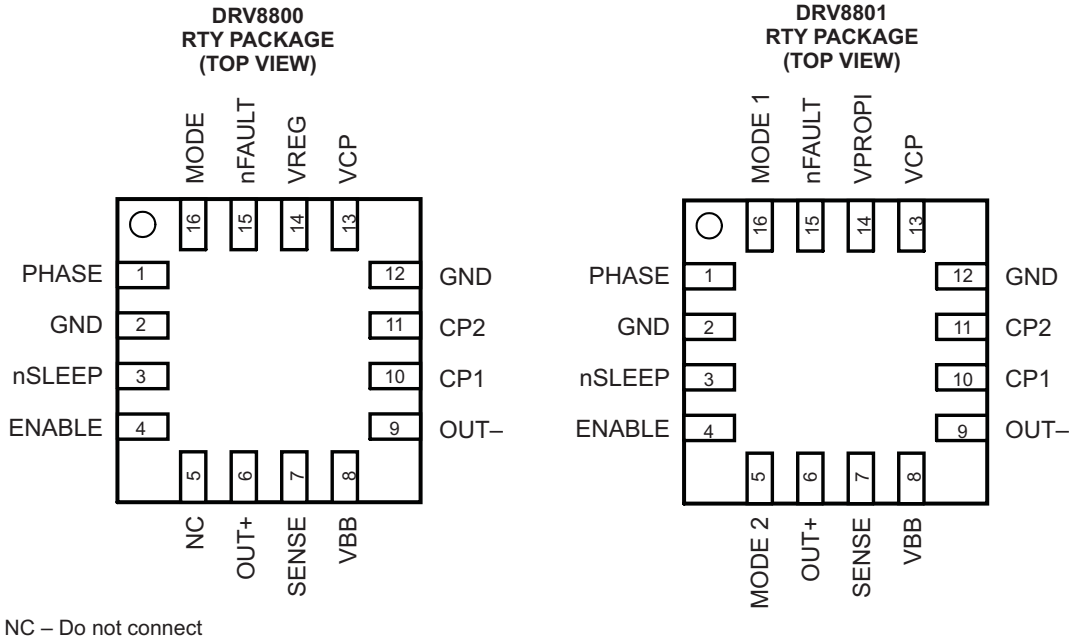 DRV8800
RTY PACKAGE
(TOP VIEW)
MODE
nFAULT
VREG
VCP
16
15
14
13
PHASE 1
GND 2
nSLEEP 3
ENABLE 4
12 GND
11 CP2
10 CP1
9 OUT–
5
6
7
8
NC
OUT+
SENSE
VBB
DRV8801
RTY PACKAGE
(TOP VIEW)
MODE 1
nFAULT
VPROPI
VCP
16
15
14
13
PHASE 1
GND 2
nSLEEP 3
ENABLE 4
12 GND
11 CP2
10 CP1
9 OUT–
5
6
7
8
MODE 2
OUT+
SENSE
VBB
NC – Do not connect